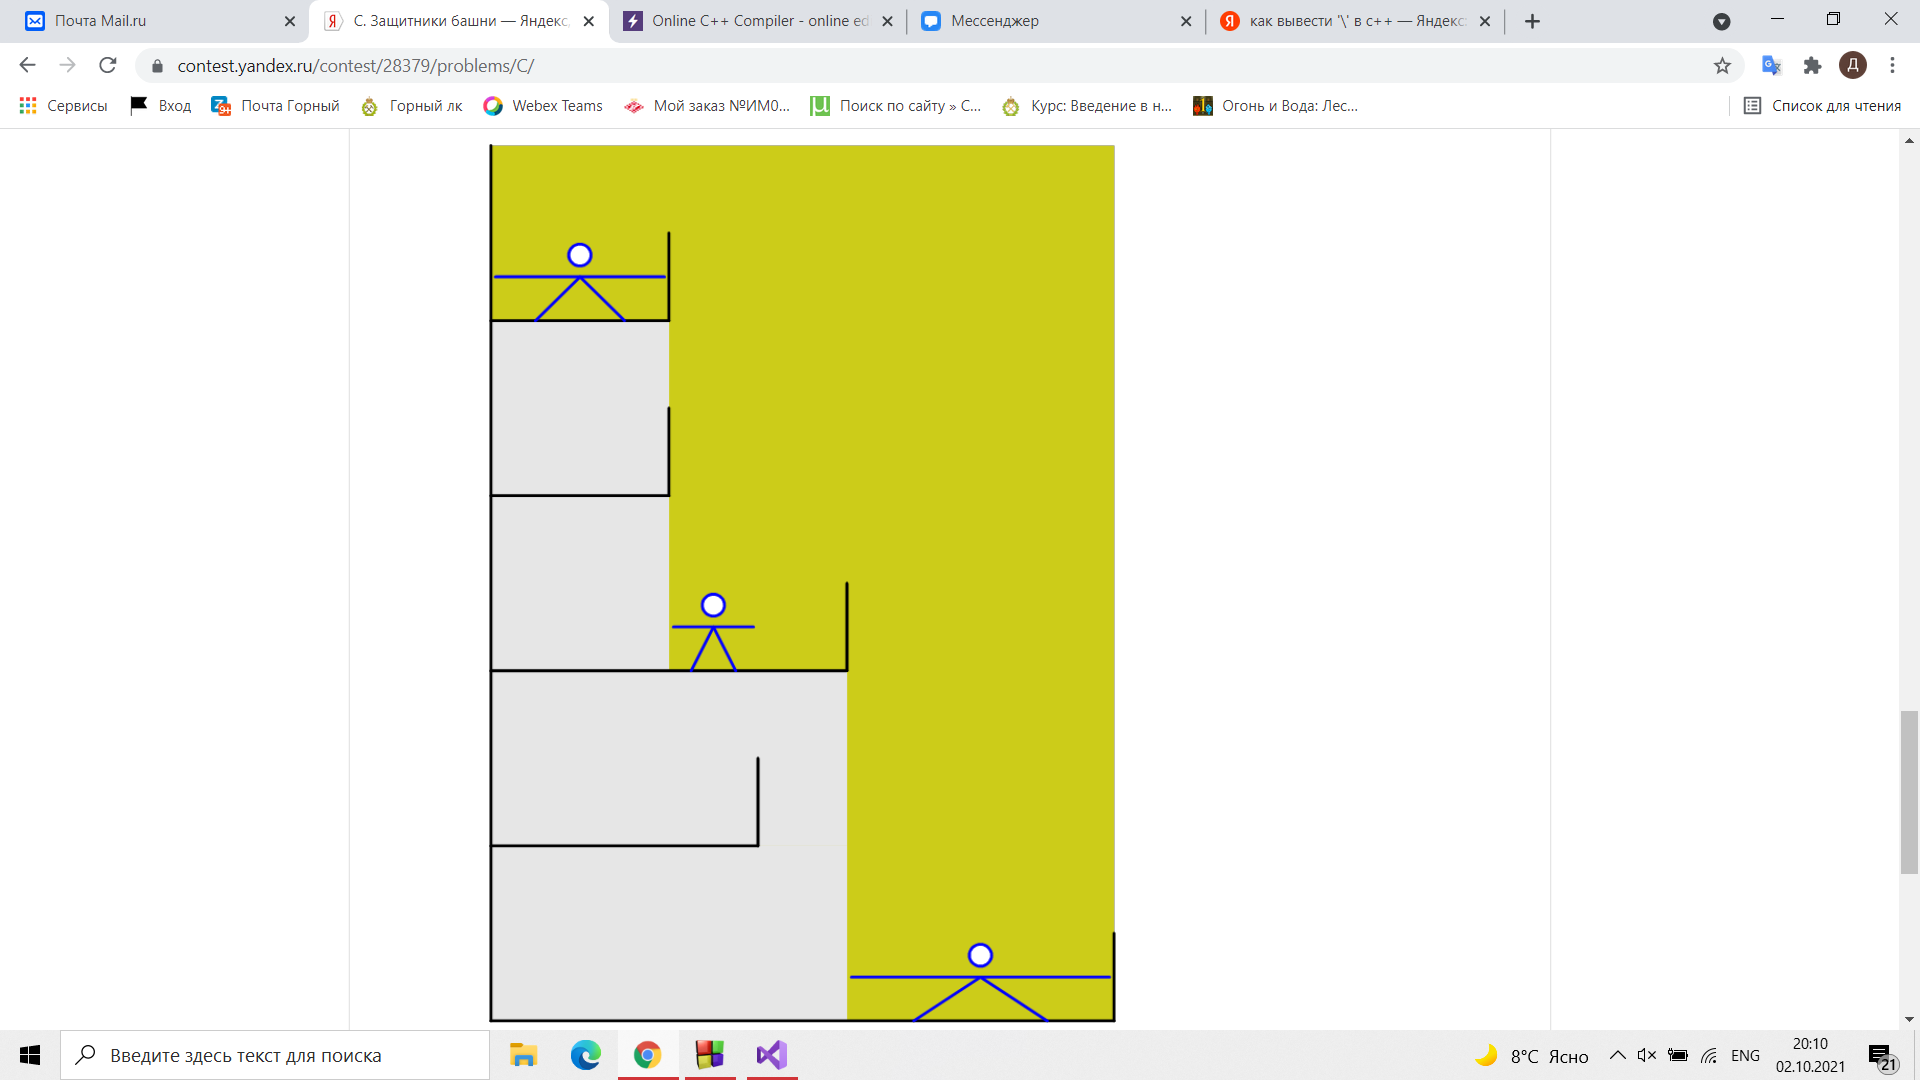 Почта Mail.ru
С. Защитники башни — Яндекс.
Online C++ Compiler - online ed
Мессенджер
как вывести '\' в с++ — Яндекс
contest.yandex.ru/contest/28379/problems/C/
Д
Сервисы
Вход
Почта Горный
Горный лк
Webex Teams
Мой заказ №ИМ0...
Поиск по сайту » С...
Курс: Введение в н...
Огонь и Вода: Лес...
Список для чтения
Введите здесь текст для поиска
8°C Ясно
ENG
20:10
02.10.2021
21